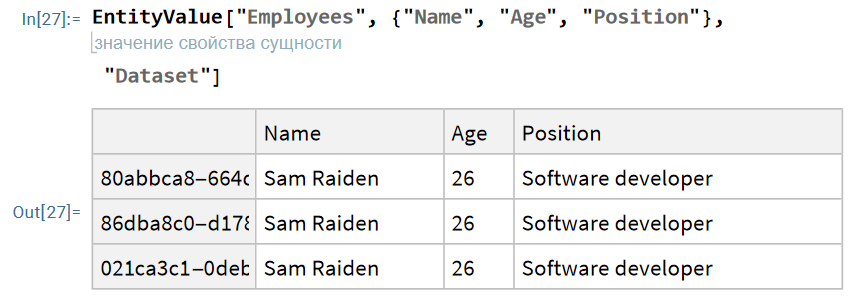 In[27]:= EntityValue["Employees", {"Name", "Age", "Position"},
значение свойства сущности
"Dataset"]
Name Age Position
80abbca8-664c Sam Raiden 26 Software developer
Out[27]= 86dba8c0-d178 Sam Raiden 26 Software developer
021ca3c1-0deb Sam Raiden 26 Software developer